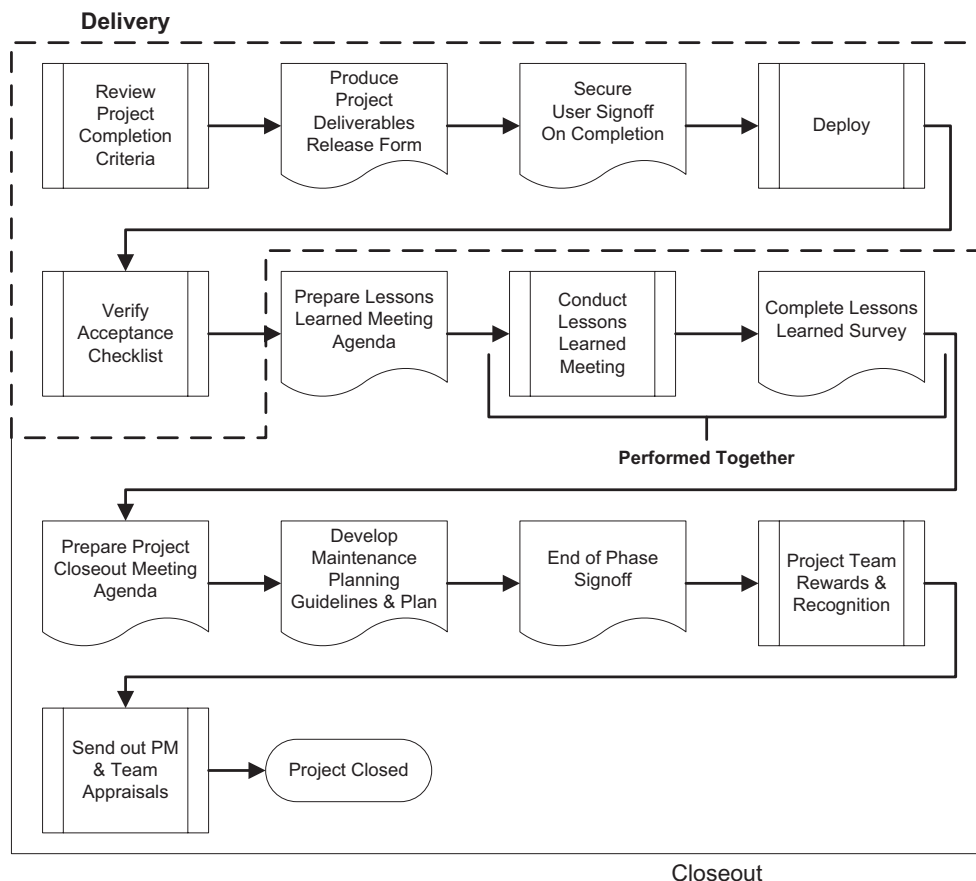 Delivery
Review
Project
Completion
Criteria
Produce
Project
Deliverables
Release Form
Secure
User Signoff
On Completion
Deploy
Verify
Acceptance
Checklist
Prepare Lessons
Learned Meeting
Agenda
Conduct
Lessons
Learned
Meeting
Complete Lessons
Learned Survey
Performed Together
Prepare Project
Closeout Meeting
Agenda
Develop
Maintenance
Planning
Guidelines & Plan
End of Phase
Signoff
Project Team
Rewards &
Recognition
Send out PM
& Team
Appraisals
Project Closed
Closeout